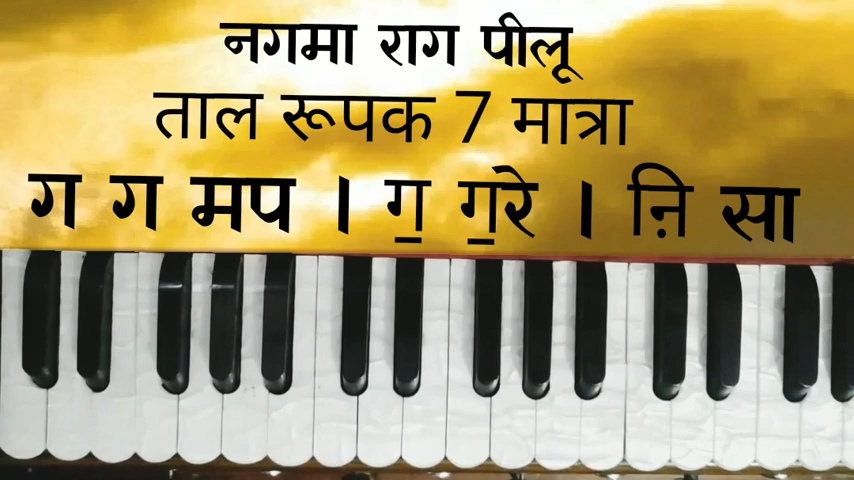 नगमा राग पीलू
ताल रूपक 7 मात्रा
ग ग मप । ग॒ ग॒रे । ऩि सा